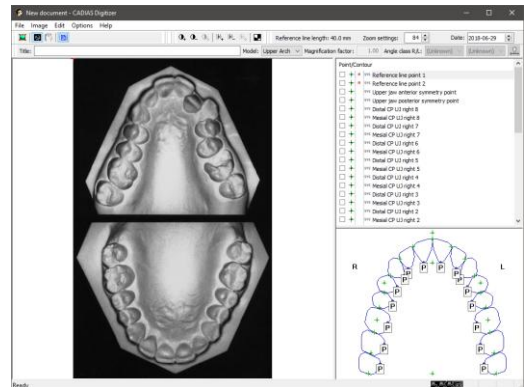 New document - CADIAS Digitizer
File Image Edit Options Help
Reference line length: 40.0 mm Zoom settings: 84 Date: 2018-06-29
Title: Model: Upper Arch Magnification factor: 1.00 Angle class R/L: (Unknown) (Unknown)
Point/Contour
Reference line point 1
Reference line point 2
Upper jaw anterior symmetry point
Upper jaw posterior symmetry point
Distal CP UJ right 8
Mesial CP UJ right 8
Distal CP UJ right 7
Mesial CP UJ right 7
Distal CP UJ right 6
Mesial CP UJ right 6
Distal CP UJ right 5
Mesial CP UJ right 5
Distal CP UJ right 4
Mesial CP UJ right 4
Distal CP UJ right 3
Mesial CP UJ right 3
Distal CP UJ right 2
Mesial CP UJ right 2
R L
P P P P
P P
P P
P P
P P
P P
Ready